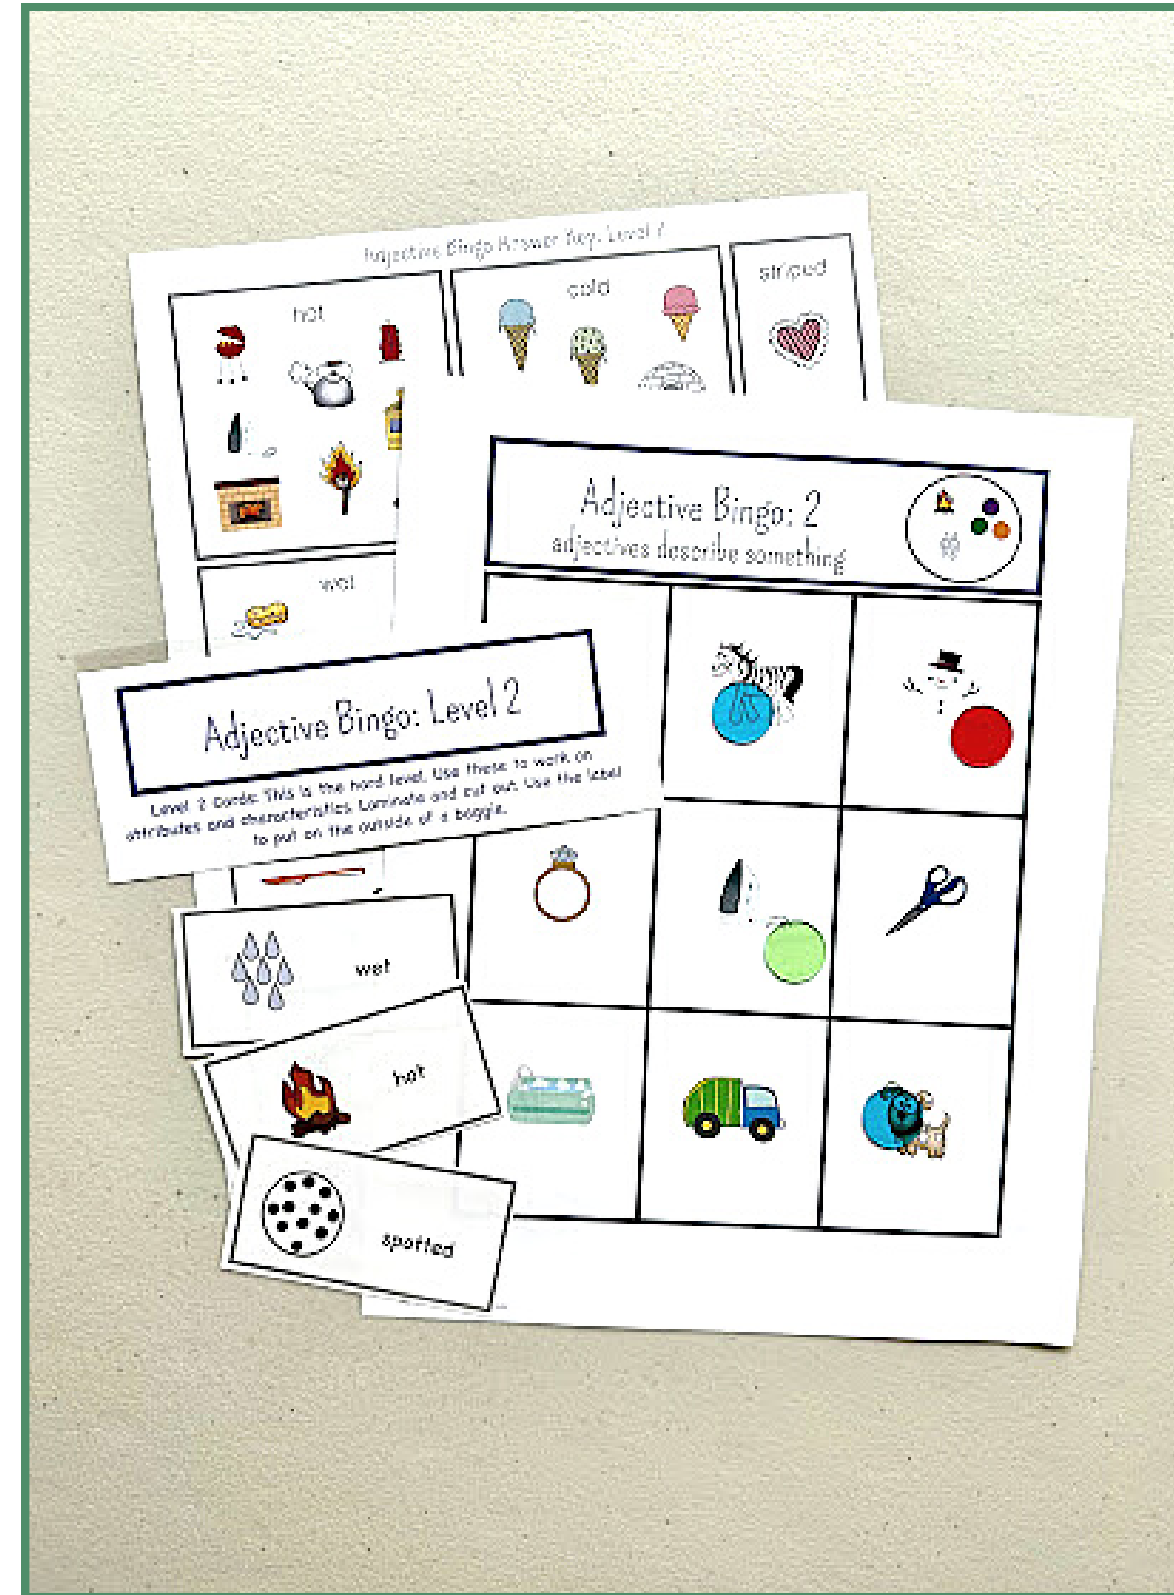 Adjective Bingo Answer Key: Level 2
hot
cold
striped
wet
Adjective Bingo: 2
adjectives describe something
Adjective Bingo: Level 2
Level 2 Cards: This is the hard level. Use these to work on
attributes and characteristics. Laminate and cut out. Use the label
to put on the outside of a baggie.
wet
hot
spotted